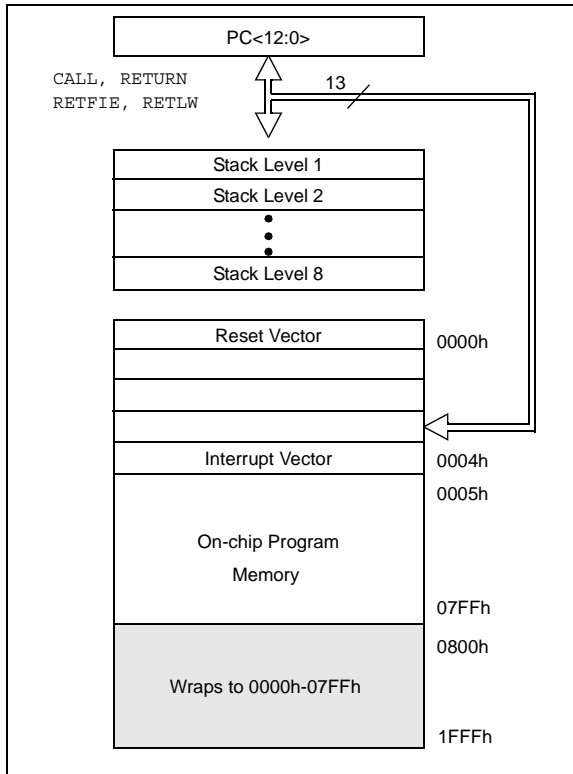 PC<12:0>
CALL, RETURN
RETFIE, RETLW
13
Stack Level 1
Stack Level 2
Stack Level 8
Reset Vector
0000h
Interrupt Vector
0004h
0005h
On-chip Program
Memory
07FFh
0800h
Wraps to 0000h-07FFh
1FFFh